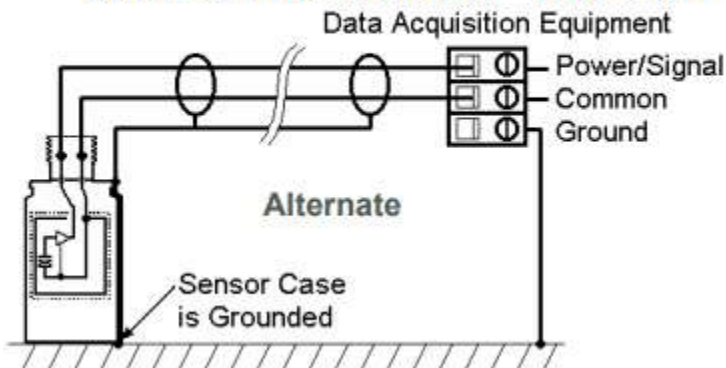 Data Acquisition Equipment
Power/Signal
Common
Ground
Alternate
Sensor Case
is Grounded